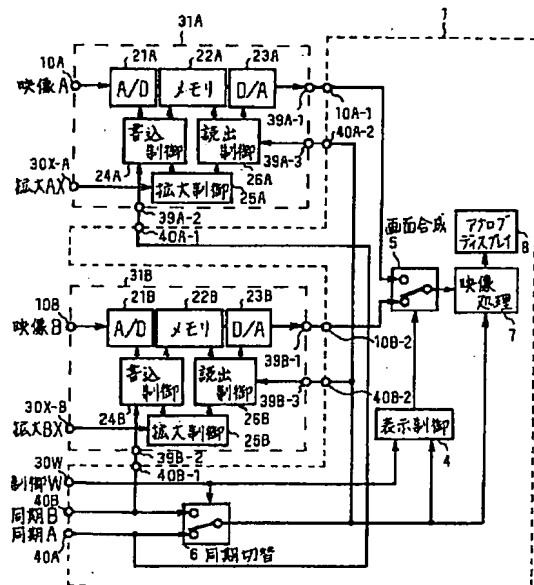 31A
1
10A
21A
22A
23A
映像A
A/D
メモリ
D/A
39A-1
10A-1
40A-2
書込制御
読出制御
39A-3
30X-A
24A
26A
拡大AX
拡大制御
25A
39A-2
40A-1
画面合成
5
アナログディスプレイ
8
31B
10B
21B
22B
23B
映像B
A/D
メモリ
D/A
映像処理
7
39B-1
10B-2
書込制御
読出制御
39B-3
40B-2
30X-B
24B
26B
拡大BX
拡大制御
25B
表示制御
4
39B-2
30W
40B-1
制御W
40B
同期B
同期A
40A
6
同期切替